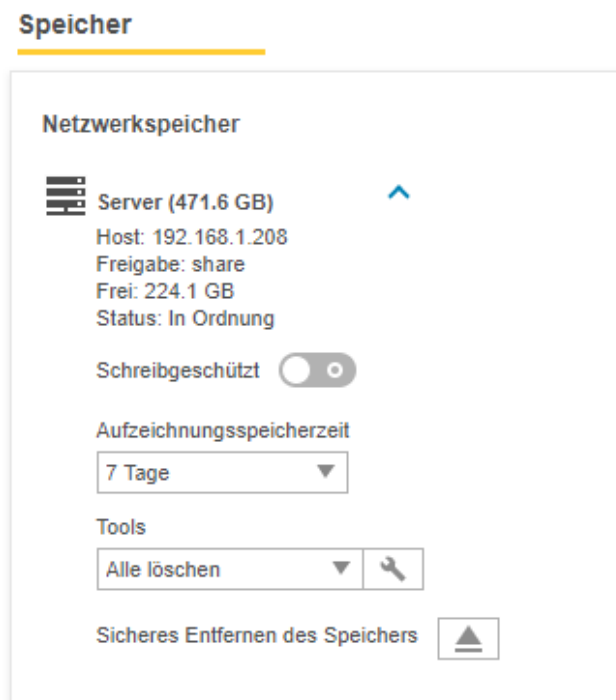 Speicher
Netzwerkspeicher
Server (471.6 GB)
Host: 192.168.1.208
Freigabe: share
Frei: 224.1 GB
Status: In Ordnung
Schreibgeschützt
Aufzeichnungsspeicherzeit
7 Tage
Tools
Alle löschen
Sicheres Entfernen des Speichers